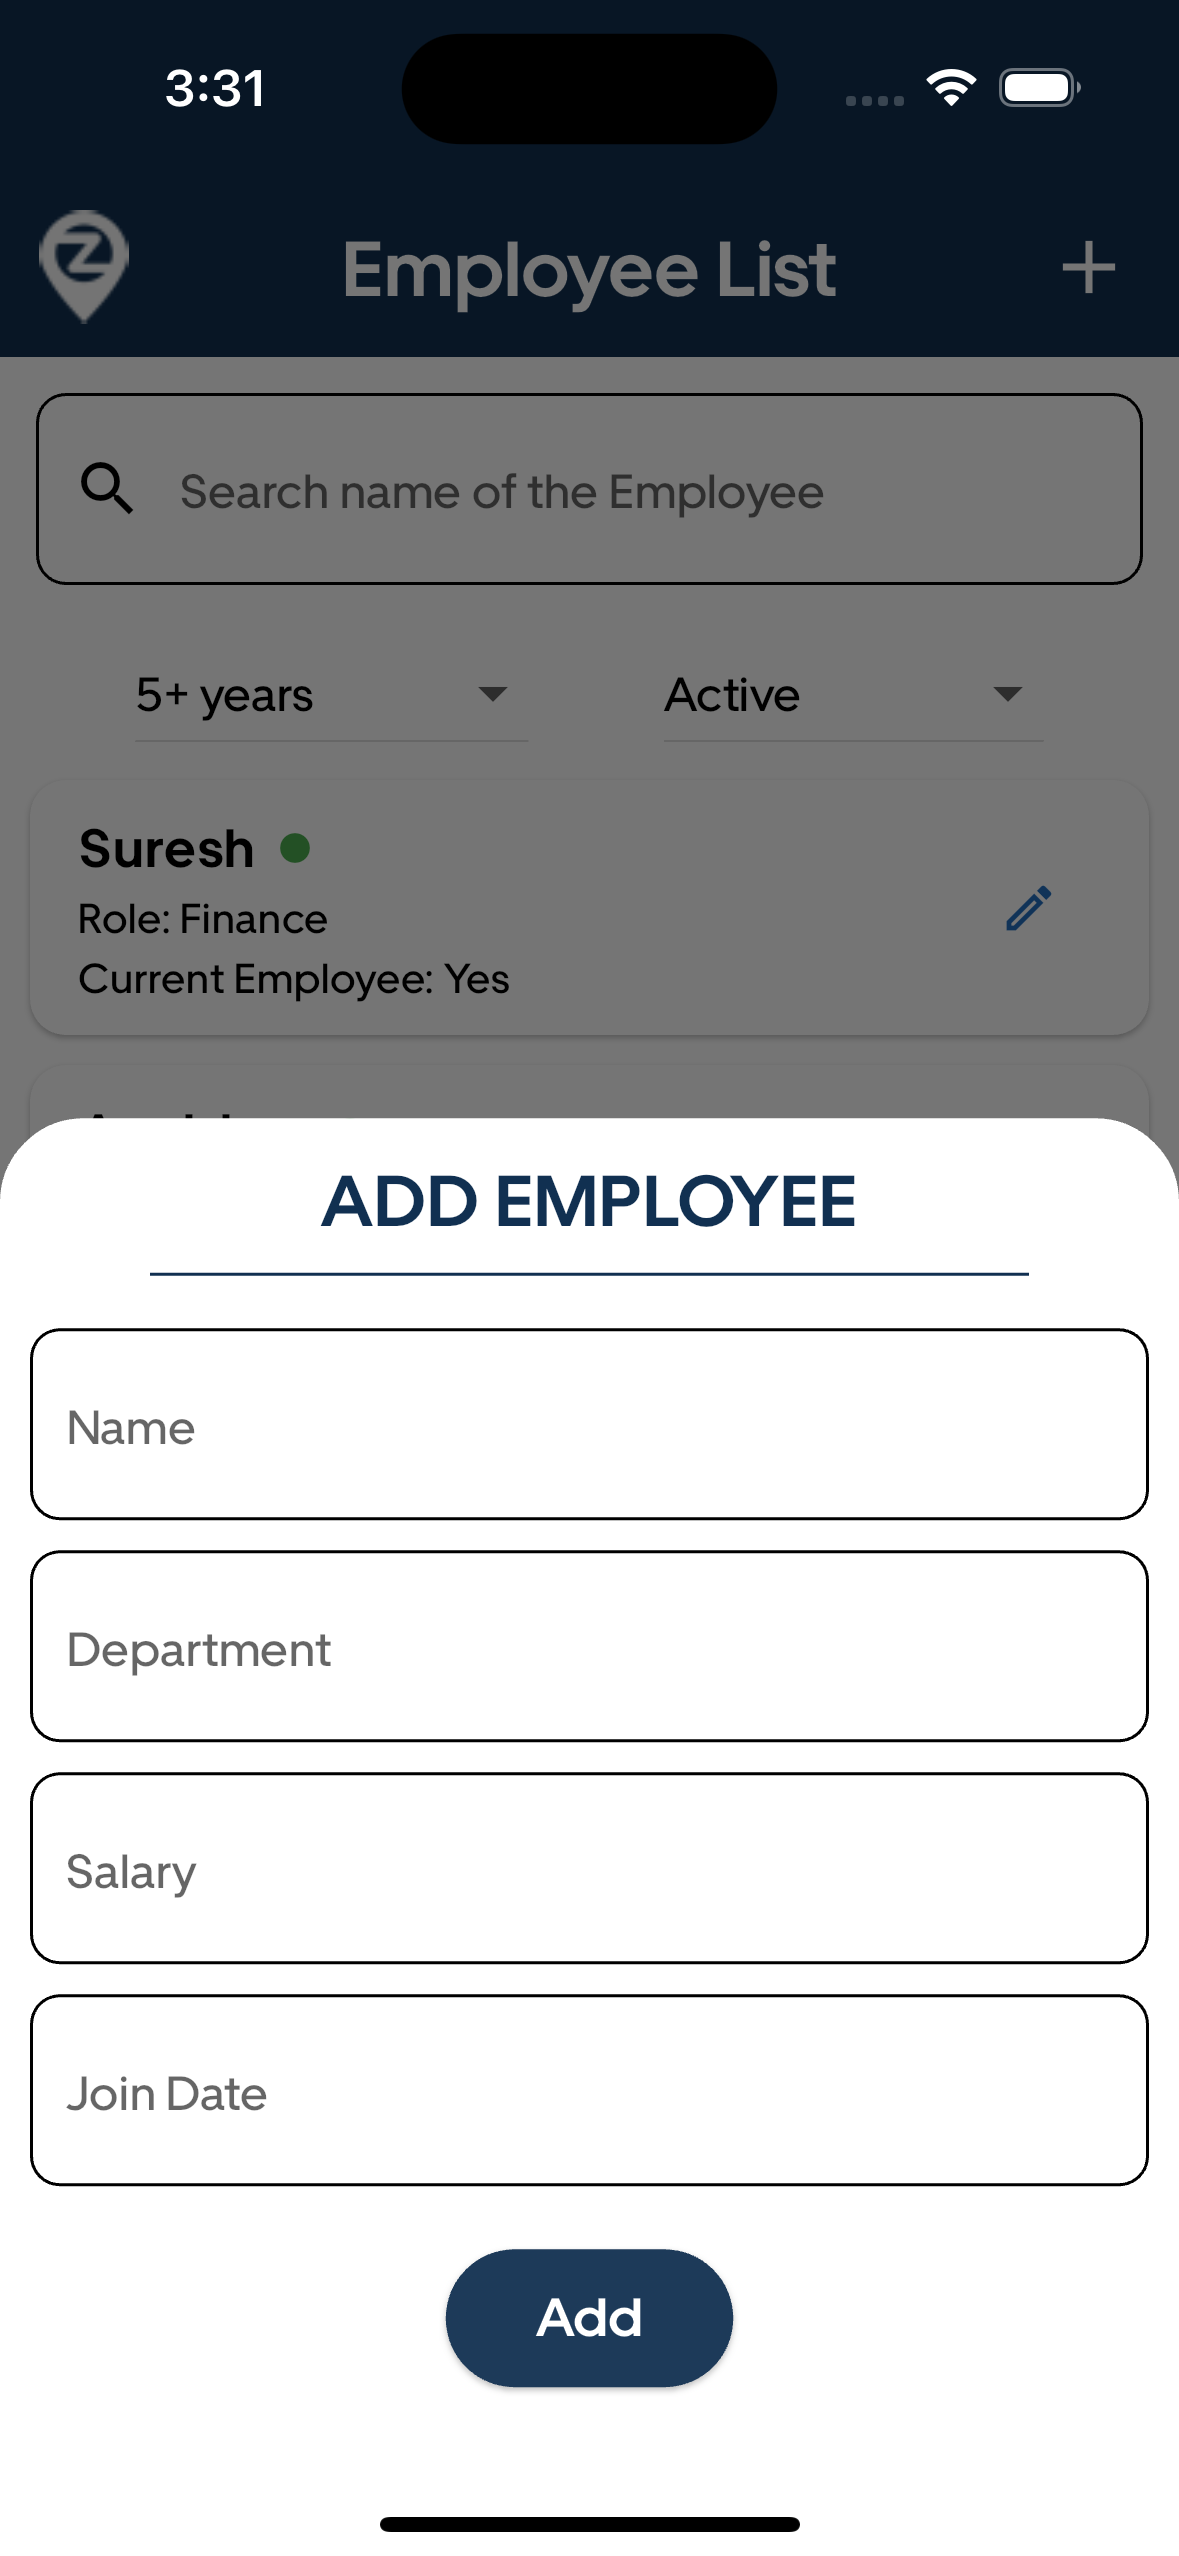 3:31
Z
Employee List
Search name of the Employee
5+ years
Active
Suresh
Role: Finance
Current Employee: Yes
ADD EMPLOYEE
Name
Department
Salary
Join Date
Add